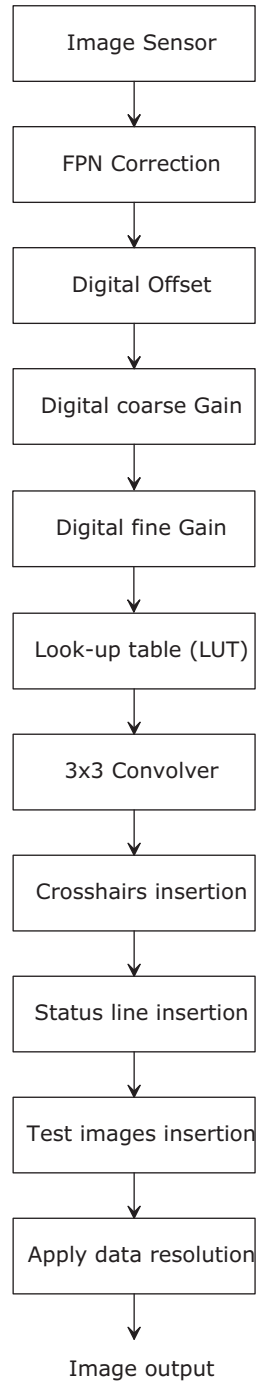 Image Sensor
FPN Correction
Digital Offset
Digital coarse Gain
Digital fine Gain
Look-up table (LUT)
3x3 Convolver
Crosshairs insertion
Status line insertion
Test images insertion
Apply data resolution
Image output